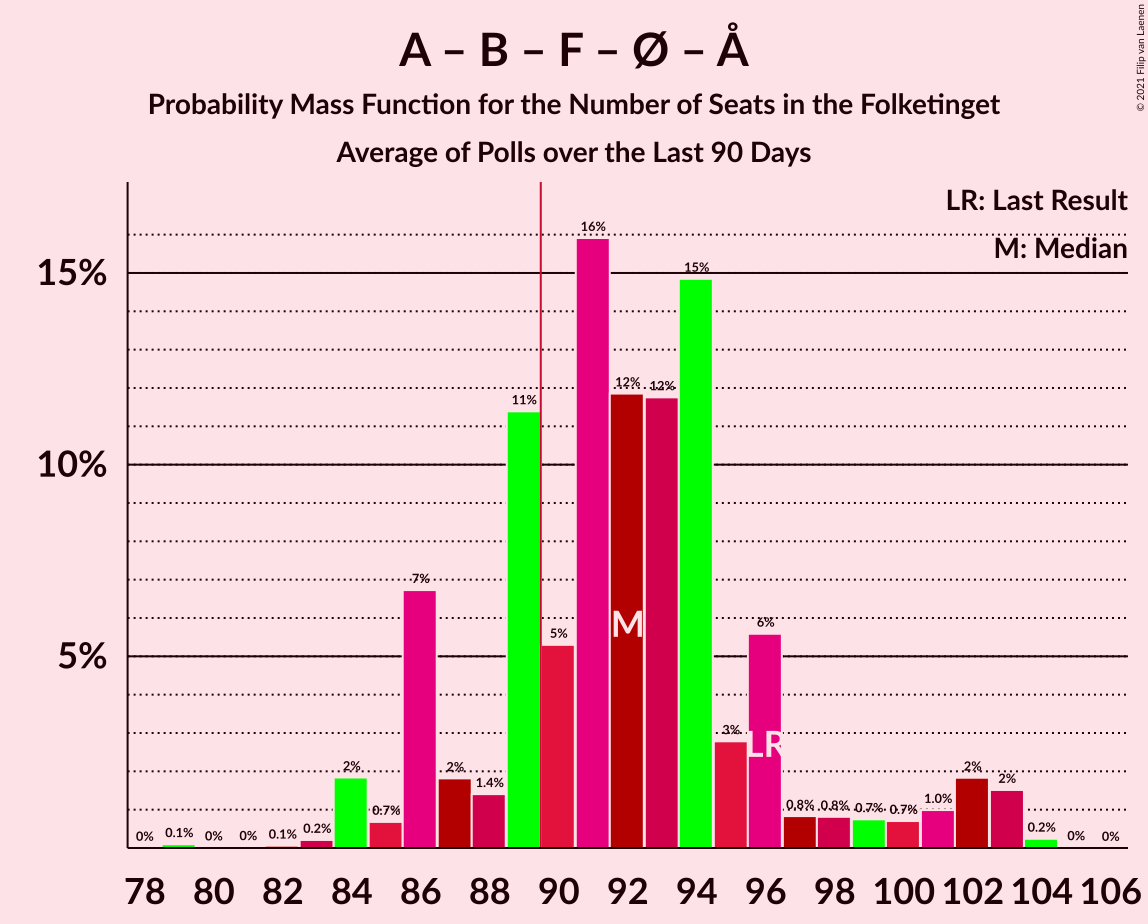 A – B – F – Ø – Å
Probability Mass Function for the Number of Seats in the Folketinget
Average of Polls over the Last 90 Days
© 2021 Filip van Laenen
LR: Last Result
M: Median
15%
10%
5%
0% 0.1% 0% 0% 0.1% 0.2% 2% 0.7% 7% 2% 1.4% 11% 5% 16% 12% 12% 15% 3% 6% 0.8% 0.8% 0.7% 0.7% 1.0% 2% 2% 0.2% 0% 0%
M
LR
78 80 82 84 86 88 90 92 94 96 98 100 102 104 106